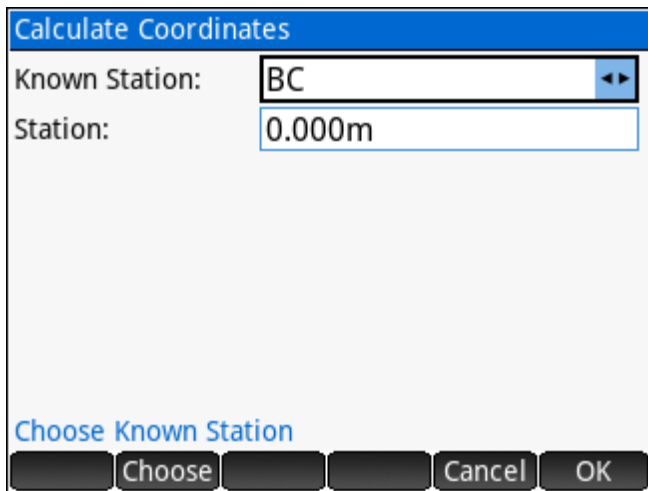 Calculate Coordinates
Known Station: BC
Station: 0.000m
Choose Known Station
Choose Cancel OK